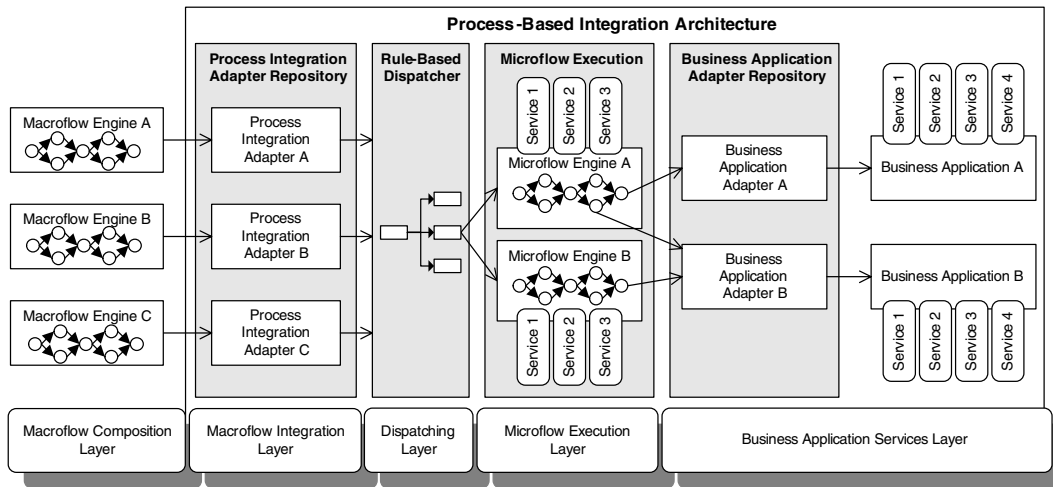 Process-Based Integration Architecture
Process Integration
Adapter Repository
Rule-Based
Dispatcher
Microflow Execution
Business Application
Adapter Repository
Macroflow Engine A
Process
Integration
Adapter A
Service 1
Service 2
Service 3
Microflow Engine A
Business
Application
Adapter A
Service 1
Service 2
Service 3
Service 4
Business Application A
Macroflow Engine B
Process
Integration
Adapter B
Microflow Engine B
Service 1
Service 2
Service 3
Business
Application
Adapter B
Business Application B
Service 1
Service 2
Service 3
Service 4
Macroflow Engine C
Process
Integration
Adapter C
Macroflow Composition
Layer
Macroflow Integration
Layer
Dispatching
Layer
Microflow Execution
Layer
Business Application Services Layer